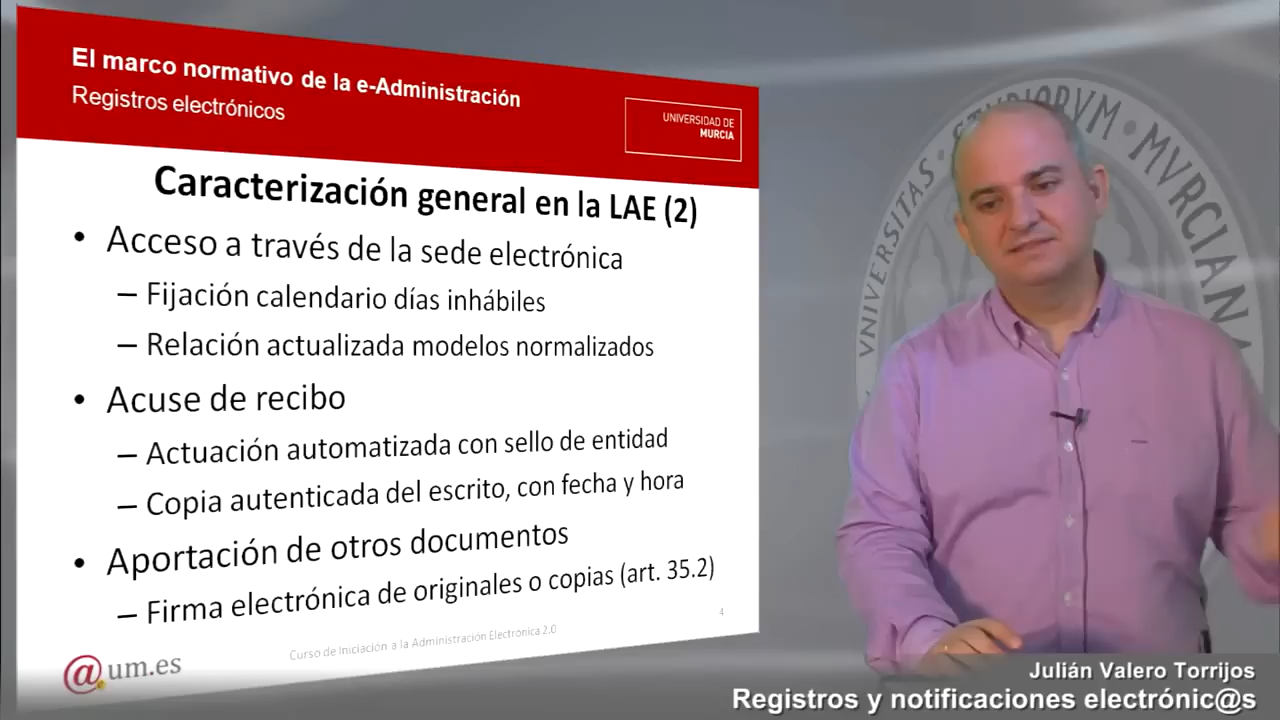 El marco normativo de la e-Administración
Registros electrónicos
UNIVERSIDAD DE
MURCIA
Caracterización general en la LAE (2)
• Acceso a través de la sede electrónica
– Fijación calendario días inhábiles
– Relación actualizada modelos normalizados
• Acuse de recibo
– Actuación automatizada con sello de entidad
– Copia autenticada del escrito, con fecha y hora
• Aportación de otros documentos
– Firma electrónica de originales o copias (art. 35.2)
4
Curso de Iniciación a la Administración Electrónica 2.0
@um.es
VNIVERSITAS · STVDIORVM · MVRCIANA
Julián Valero Torrijos
Registros y notificaciones electrónic@s